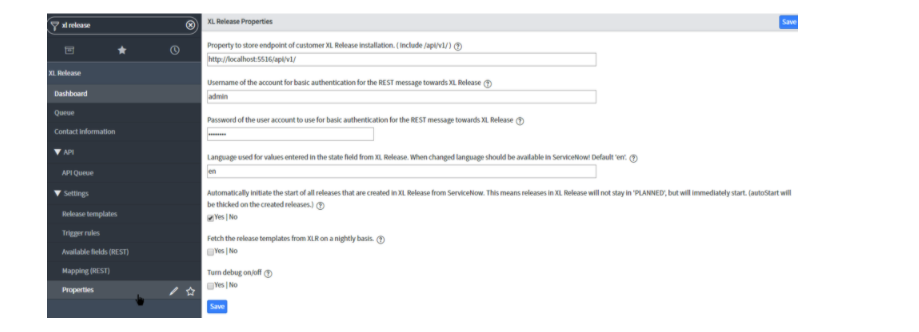 xl release
XL Release
Dashboard
Queue
Contact Information
API
API Queue
Settings
Release templates
Trigger rules
Available fields (REST)
Mapping (REST)
Properties
XL Release Properties
Save
Property to store endpoint of customer XL Release installation. ( Include /api/v1/ ) ?
http://localhost:5516/api/v1/
Username of the account for basic authentication for the REST message towards XL Release ?
admin
Password of the user account to use for basic authentication for the REST message towards XL Release ?
••••••••
Language used for values entered in the state field from XL Release. When changed language should be available in ServiceNow! Default 'en'. ?
en
Automatically initiate the start of all releases that are created in XL Release from ServiceNow. This means releases in XL Release will not stay in 'PLANNED', but will immediately start. (autoStart will
be thicked on the created releases.) ?
Yes | No
Fetch the release templates from XLR on a nightly basis. ?
Yes | No
Turn debug on/off ?
Yes | No
Save